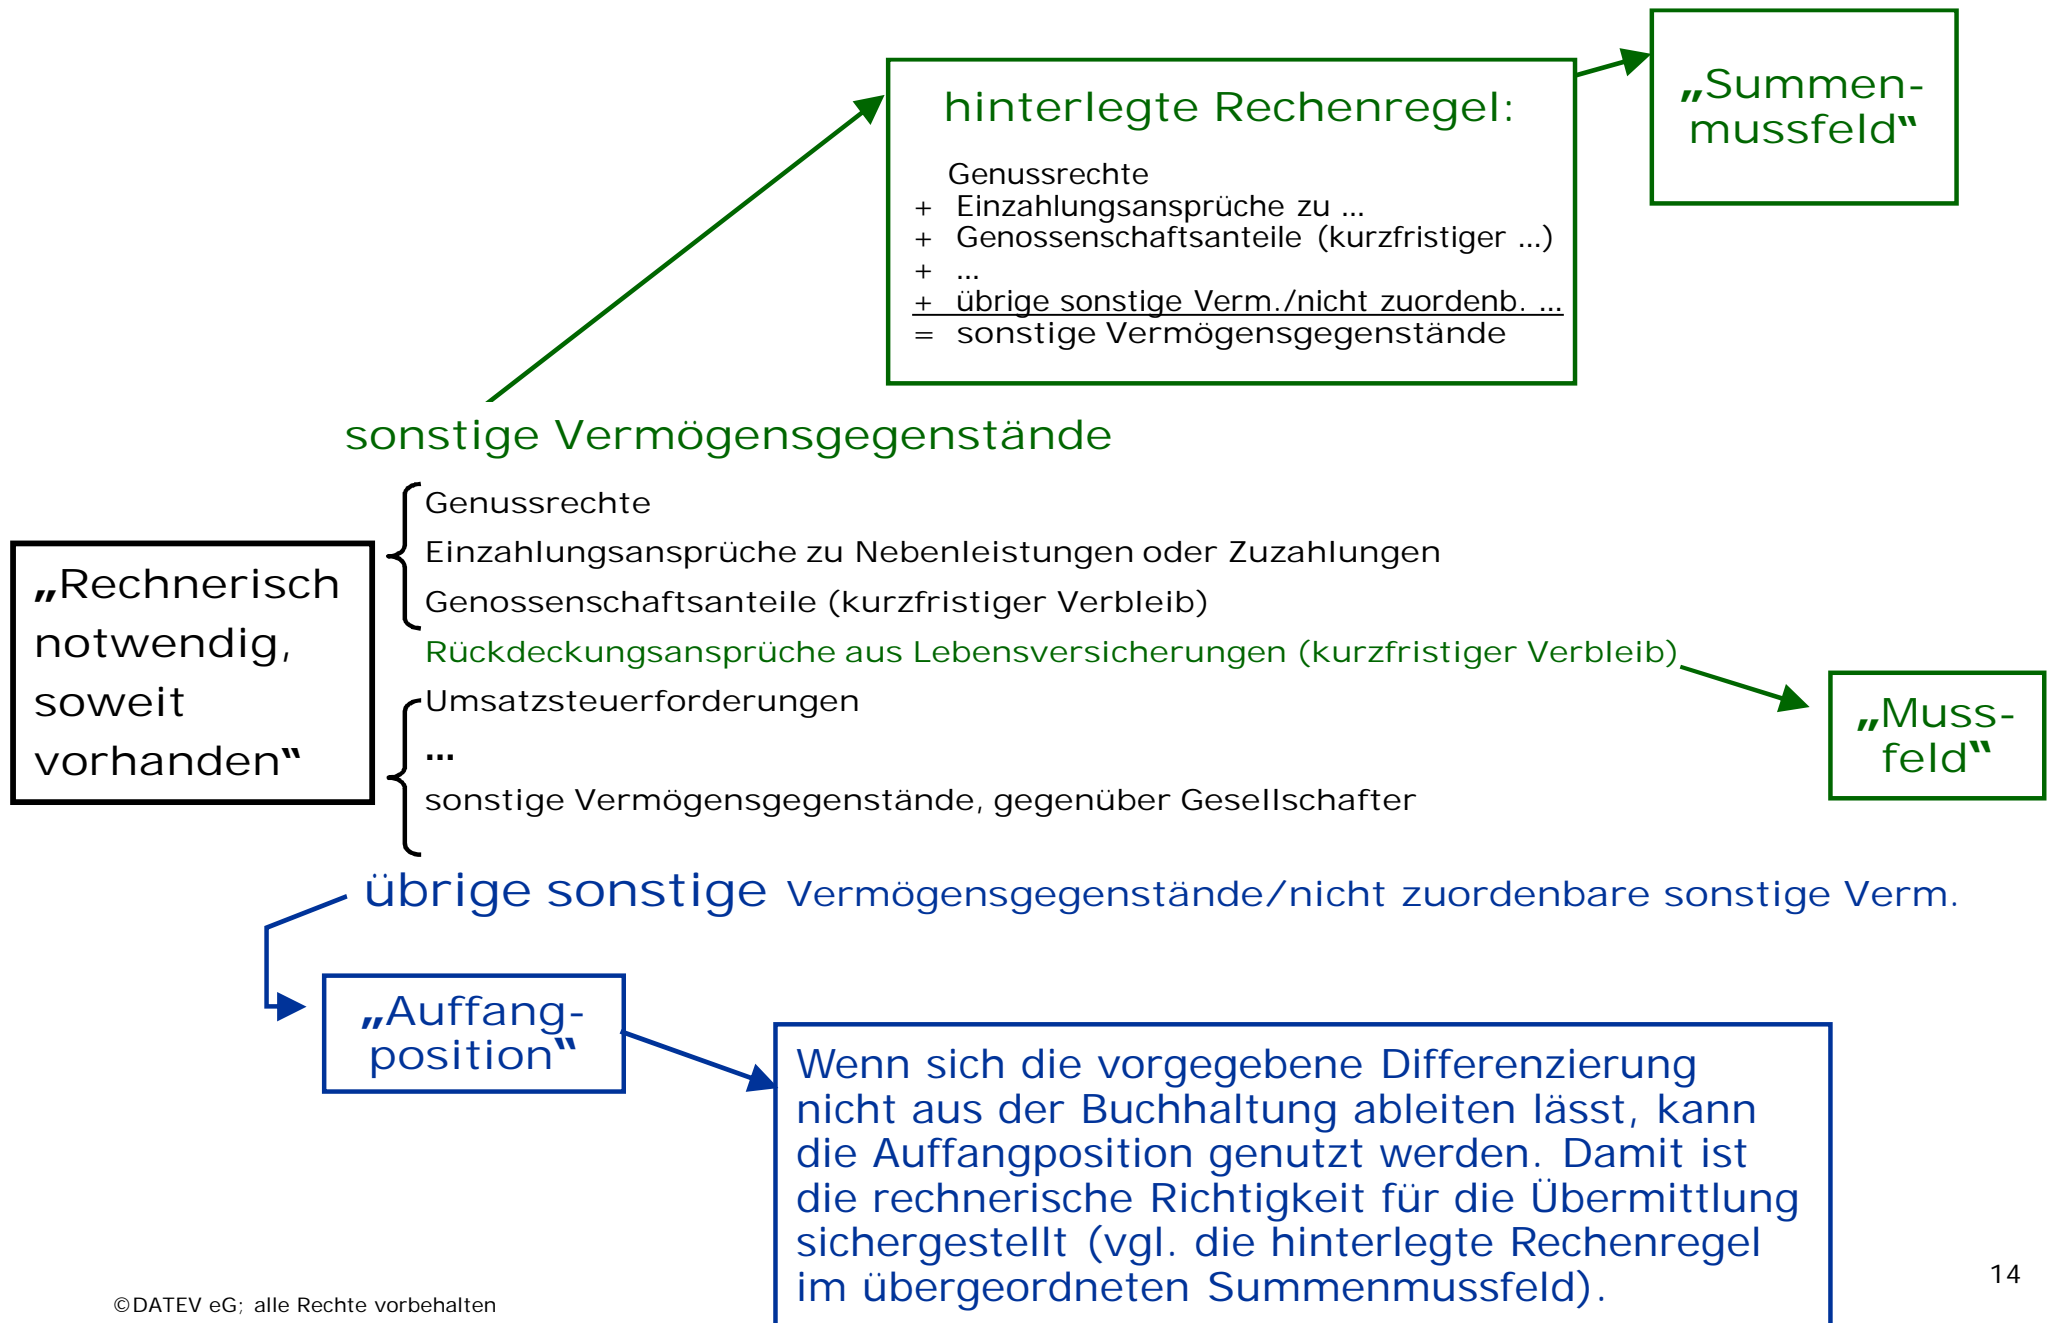 hinterlegte Rechenregel:
Genussrechte
+ Einzahlungsansprüche zu ...
+ Genossenschaftsanteile (kurzfristiger ...)
+ ...
+ übrige sonstige Verm./nicht zuordenb. ...
= sonstige Vermögensgegenstände
„Summen-
mussfeld“
sonstige Vermögensgegenstände
„Rechnerisch
notwendig,
soweit
vorhanden“
Genussrechte
Einzahlungsansprüche zu Nebenleistungen oder Zuzahlungen
Genossenschaftsanteile (kurzfristiger Verbleib)
Rückdeckungsansprüche aus Lebensversicherungen (kurzfristiger Verbleib)
Umsatzsteuerforderungen
...
sonstige Vermögensgegenstände, gegenüber Gesellschafter
„Muss-
feld“
übrige sonstige Vermögensgegenstände/nicht zuordenbare sonstige Verm.
„Auffang-
position“
Wenn sich die vorgegebene Differenzierung
nicht aus der Buchhaltung ableiten lässt, kann
die Auffangposition genutzt werden. Damit ist
die rechnerische Richtigkeit für die Übermittlung
sichergestellt (vgl. die hinterlegte Rechenregel
im übergeordneten Summenmussfeld).
©DATEV eG; alle Rechte vorbehalten
14